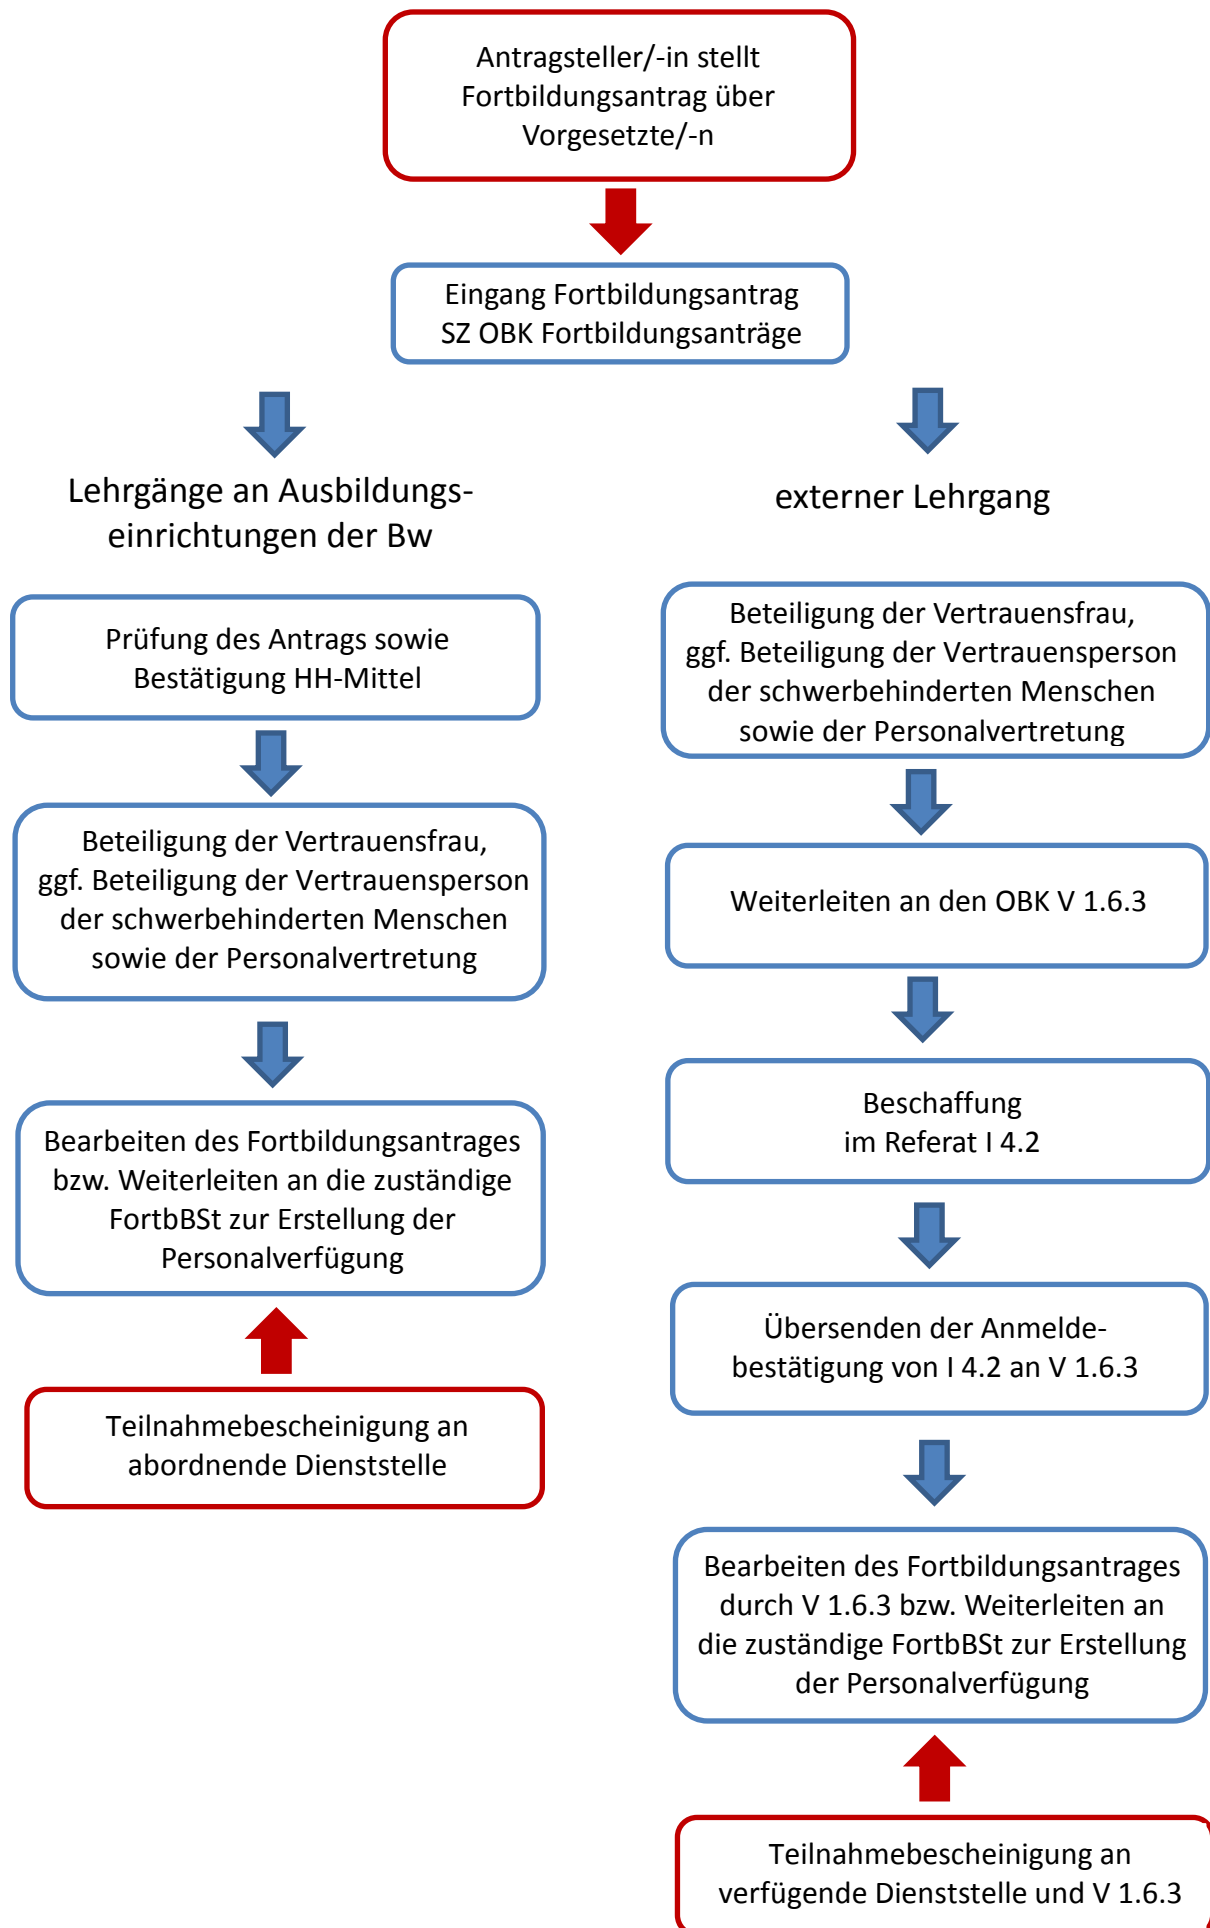 Antragsteller/-in stellt
Fortbildungsantrag über
Vorgesetzte/-n
Eingang Fortbildungsantrag
SZ OBK Fortbildungsanträge
Lehrgänge an Ausbildungs-
einrichtungen der Bw
Prüfung des Antrags sowie
Bestätigung HH-Mittel
Beteiligung der Vertrauensfrau,
ggf. Beteiligung der Vertrauensperson
der schwerbehinderten Menschen
sowie der Personalvertretung
Bearbeiten des Fortbildungsantrages
bzw. Weiterleiten an die zuständige
FortbBSt zur Erstellung der
Personalverfügung
Teilnahmebescheinigung an
abordnende Dienststelle
externer Lehrgang
Beteiligung der Vertrauensfrau,
ggf. Beteiligung der Vertrauensperson
der schwerbehinderten Menschen
sowie der Personalvertretung
Weiterleiten an den OBK V 1.6.3
Beschaffung
im Referat I 4.2
Übersenden der Anmelde-
bestätigung von I 4.2 an V 1.6.3
Bearbeiten des Fortbildungsantrages
durch V 1.6.3 bzw. Weiterleiten an
die zuständige FortbBSt zur Erstellung
der Personalverfügung
Teilnahmebescheinigung an
verfügende Dienststelle und V 1.6.3